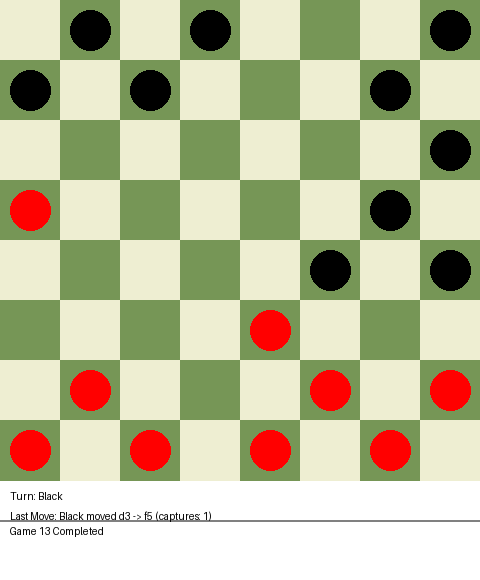 Turn: Black
Last Move: Black moved d3 -> f5 (captures: 1)
Game 13 Completed